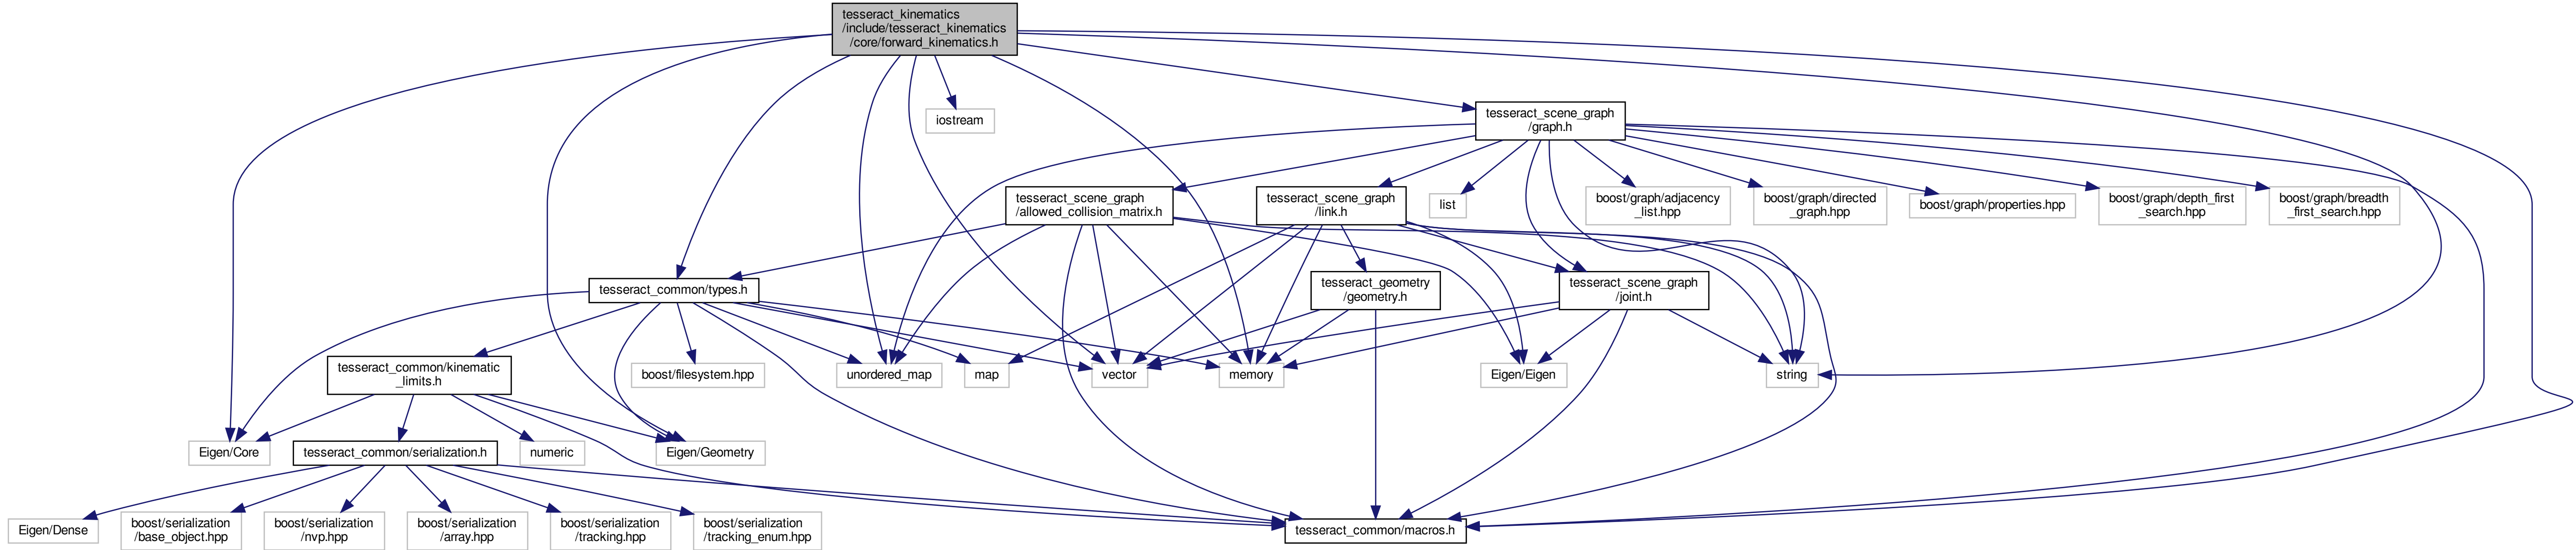 tesseract_kinematics
/include/tesseract_kinematics
/core/forward_kinematics.h
iostream
tesseract_scene_graph
/graph.h
tesseract_scene_graph
/allowed_collision_matrix.h
tesseract_scene_graph
/link.h
list
boost/graph/adjacency
_list.hpp
boost/graph/directed
_graph.hpp
boost/graph/properties.hpp
boost/graph/depth_first
_search.hpp
boost/graph/breadth
_first_search.hpp
tesseract_common/types.h
tesseract_geometry
/geometry.h
tesseract_scene_graph
/joint.h
tesseract_common/kinematic
_limits.h
boost/filesystem.hpp
unordered_map
map
vector
memory
Eigen/Eigen
string
Eigen/Core
tesseract_common/serialization.h
numeric
Eigen/Geometry
Eigen/Dense
boost/serialization
/base_object.hpp
boost/serialization
/nvp.hpp
boost/serialization
/array.hpp
boost/serialization
/tracking.hpp
boost/serialization
/tracking_enum.hpp
tesseract_common/macros.h